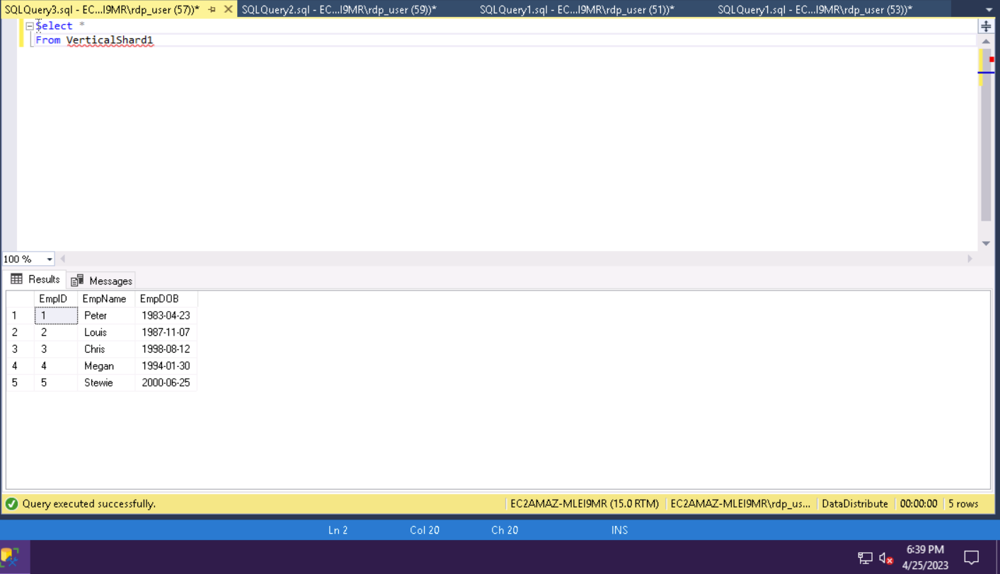 SQLQuery3.sql - EC...I9MR\rdp_user (57))* SQLQuery2.sql - EC...I9MR\rdp_user (59))* SQLQuery1.sql - EC...I9MR\rdp_user (51))* SQLQuery1.sql - EC...I9MR\rdp_user (53))*
Select *
From VerticalShard1
100 %
Results Messages
EmpID EmpName EmpDOB
1 1 Peter 1983-04-23
2 2 Louis 1987-11-07
3 3 Chris 1998-08-12
4 4 Megan 1994-01-30
5 5 Stewie 2000-06-25
Query executed successfully. EC2AMAZ-MLEI9MR (15.0 RTM) EC2AMAZ-MLEI9MR\rdp_us... DataDistribute 00:00:00 5 rows
Ln 2 Col 20 Ch 20 INS
6:39 PM
4/25/2023